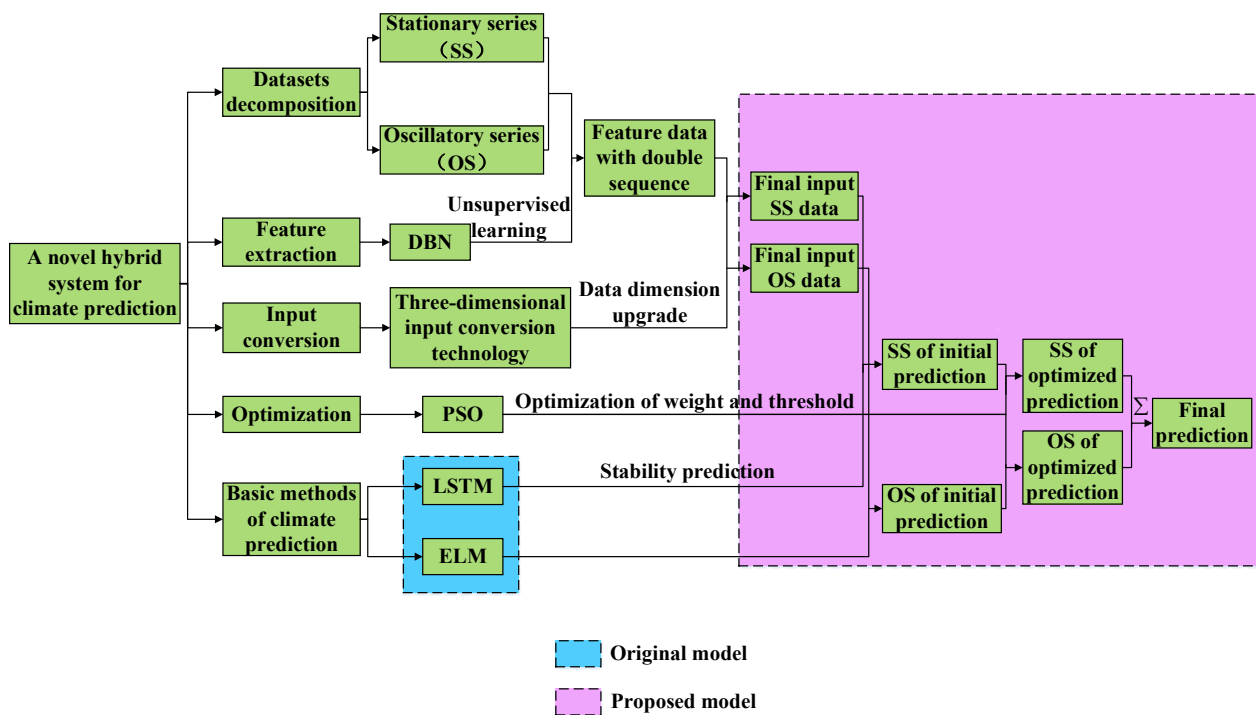 A novel hybrid
system for
climate prediction
Datasets
decomposition
Stationary series
（SS）
Oscillatory series
（OS）
Feature
extraction
DBN
Unsupervised
learning
Feature data
with double
sequence
Input
conversion
Three-dimensional
input conversion
technology
Data dimension
upgrade
Optimization
PSO
Optimization of weight and threshold
Basic methods
of climate
prediction
LSTM
ELM
Stability prediction
Final input
SS data
Final input
OS data
SS of initial
prediction
OS of initial
prediction
SS of
optimized
prediction
OS of
optimized
prediction
∑
Final
prediction
Original model
Proposed model